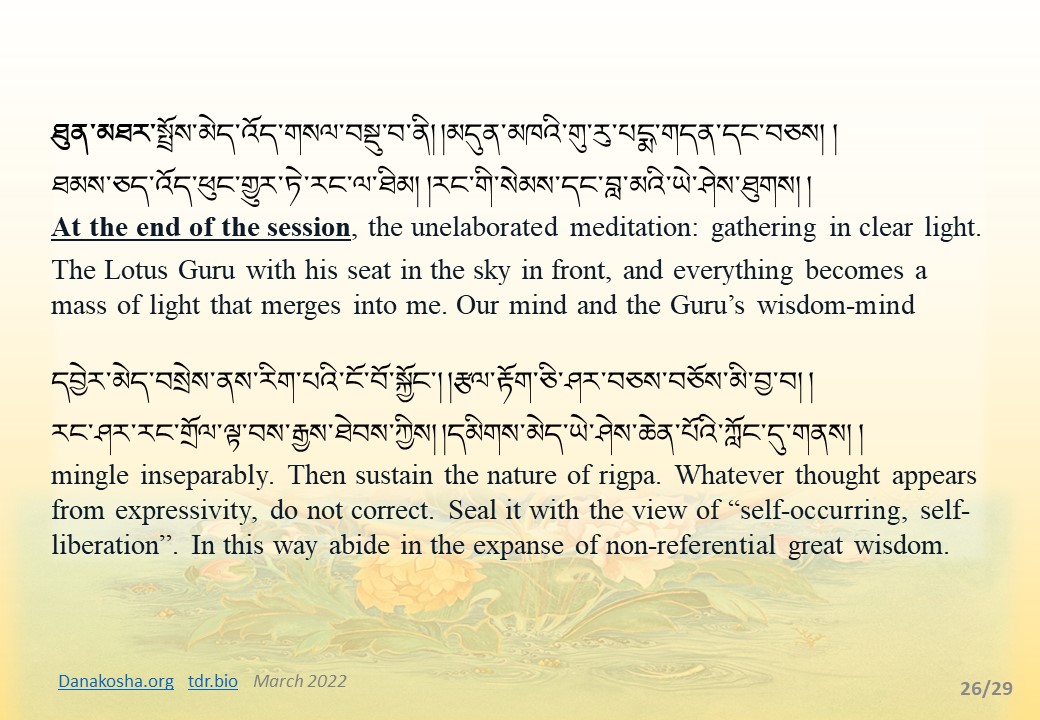 ཐུན་མཐར་སྤྲོས་མེད་འོད་གསལ་བསྡུ་བ་ནི། །མདུན་མཁའི་གུ་རུ་པདྨ་གདན་དང་བཅས། །
ཐམས་ཅད་འོད་ཕུང་གྱུར་ཏེ་རང་ལ་ཐིམ། །རང་གི་སེམས་དང་བླ་མའི་ཡེ་ཤེས་ཐུགས། །
At the end of the session, the unelaborated meditation: gathering in clear light.
The Lotus Guru with his seat in the sky in front, and everything becomes a
mass of light that merges into me. Our mind and the Guru’s wisdom-mind
དབྱེར་མེད་བསྲེས་ནས་རིག་པའི་ངོ་བོ་སྐྱོང་། །རྩལ་རྟོག་ཅི་ཤར་བཅས་བཅོས་མི་བྱ་བ། །
རང་ཤར་རང་གྲོལ་ལྟ་བས་རྒྱས་ཐེབས་ཀྱིས། །དམིགས་མེད་ཡེ་ཤེས་ཆེན་པོའི་ཀློང་དུ་གནས། །
mingle inseparably. Then sustain the nature of rigpa. Whatever thought appears
from expressivity, do not correct. Seal it with the view of “self-occurring, self-
liberation”. In this way abide in the expanse of non-referential great wisdom.
Danakosha.org tdr.bio March 2022
26/29